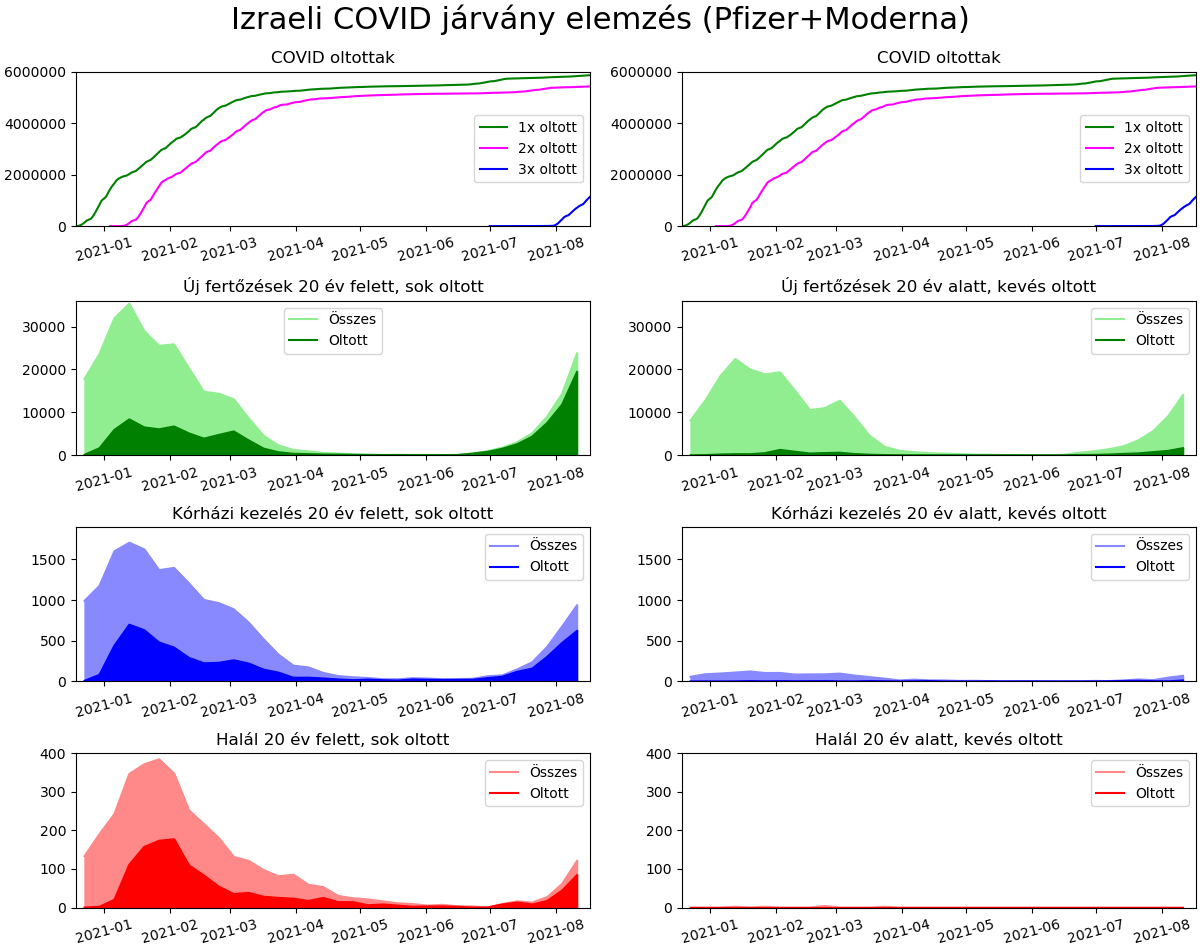 Izraeli COVID járvány elemzés (Pfizer+Moderna)
COVID oltottak
6000000
4000000
2000000
0
1x oltott
2x oltott
3x oltott
2021-01 2021-02 2021-03 2021-04 2021-05 2021-06 2021-07 2021-08
COVID oltottak
6000000
4000000
2000000
0
1x oltott
2x oltott
3x oltott
2021-01 2021-02 2021-03 2021-04 2021-05 2021-06 2021-07 2021-08
Új fertőzések 20 év felett, sok oltott
30000
20000
10000
0
Összes
Oltott
2021-01 2021-02 2021-03 2021-04 2021-05 2021-06 2021-07 2021-08
Új fertőzések 20 év alatt, kevés oltott
30000
20000
10000
0
Összes
Oltott
2021-01 2021-02 2021-03 2021-04 2021-05 2021-06 2021-07 2021-08
Kórházi kezelés 20 év felett, sok oltott
1500
1000
500
0
Összes
Oltott
2021-01 2021-02 2021-03 2021-04 2021-05 2021-06 2021-07 2021-08
Kórházi kezelés 20 év alatt, kevés oltott
1500
1000
500
0
Összes
Oltott
2021-01 2021-02 2021-03 2021-04 2021-05 2021-06 2021-07 2021-08
Halál 20 év felett, sok oltott
400
300
200
100
0
Összes
Oltott
2021-01 2021-02 2021-03 2021-04 2021-05 2021-06 2021-07 2021-08
Halál 20 év alatt, kevés oltott
400
300
200
100
0
Összes
Oltott
2021-01 2021-02 2021-03 2021-04 2021-05 2021-06 2021-07 2021-08